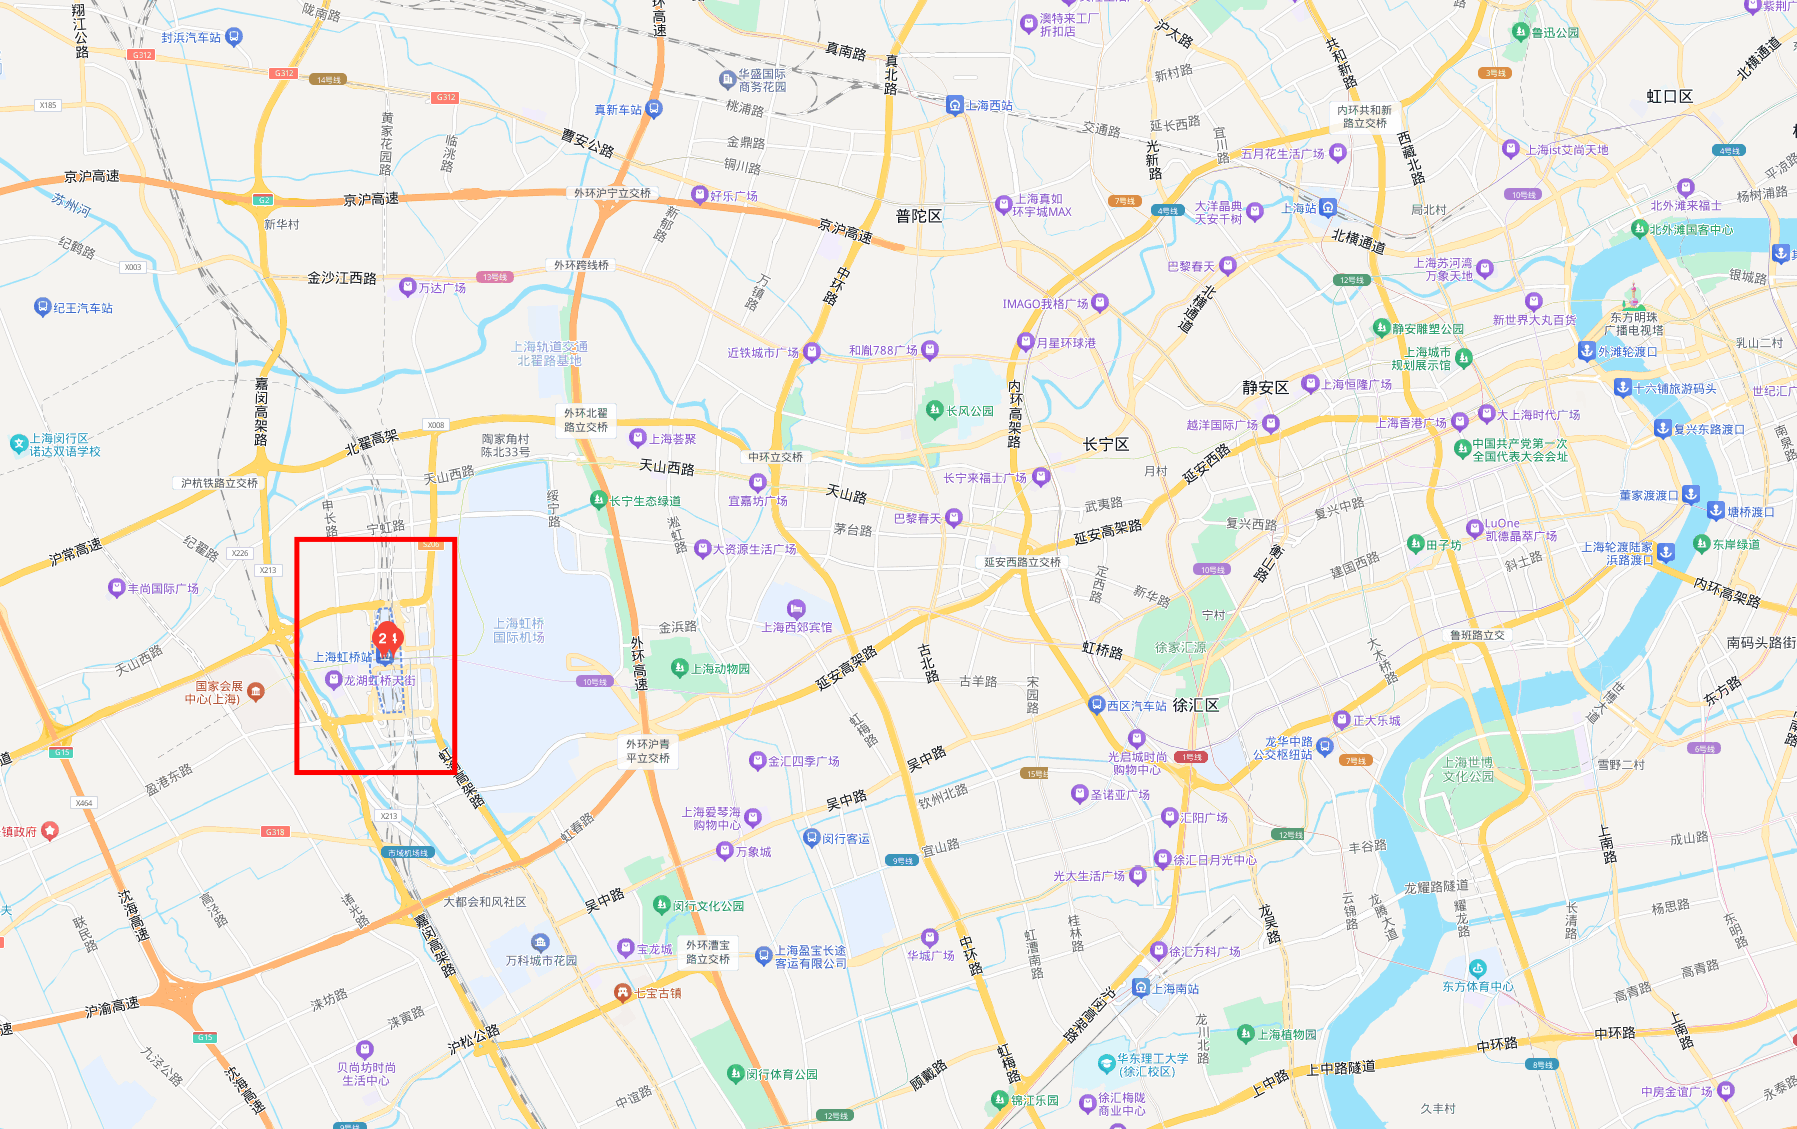 翔江公路
封浜汽车站
G312
陇南路
G312
14号线
G312
X185
黄家花园路
临洮路
京沪高速
G2
京沪高速
苏州河
新华村
纪鹤路
X003
金沙江西路
万达广场
13号线
纪王汽车站
真新车站
曹安公路
外环沪宁立交桥
好乐广场
新郁路
外环跨线桥
华盛国际
商务花园
桃浦路
金鼎路
铜川路
真南路
真北路
京沪高速
普陀区
中环路
万镇路
上海轨道交通
北翟路基地
近铁城市广场
和胤788广场
澳特来工厂
折扣店
沪太路
新村路
上海西站
交通路
延长西路
光新路
宜川路
上海真如
环宇城MAX
7号线
4号线
大洋晶典
天安千树
五月花生活广场
共和新路
内环共和新
路立交桥
西藏北路
上海站
局北村
北横通道
3号线
鲁迅公园
紫荆广
北横通道
虹口区
上海ist艾尚天地
4号线
平凉路
10号线
杨树浦路
北外滩来福士
北外滩国客中心
银城路
巴黎春天
12号线
上海苏河湾
万象天地
IMAGO我格广场
北横通道
月星环球港
静安雕塑公园
上海城市
规划展示馆
新世界大丸百货
东方明珠
广播电视塔
外滩轮渡口
乳山二村
十六铺旅游码头
世纪汇广
静安区
上海恒隆广场
内环高架路
嘉闵高架路
X008
北翟高架
外环北翟
路立交桥
上海荟聚
中环立交桥
长风公园
长宁区
越洋国际广场
上海香港广场
大上海时代广场
复兴东路渡口
南泉路
中国共产党第一次
全国代表大会会址
上海闵行区
诺达双语学校
陶家角村
陈北33号
天山西路
天山西路
沪杭铁路立交桥
长宁生态绿道
宜嘉坊广场
天山路
长宁来福士广场
月村
延安西路
申长路
宁虹路
绥宁路
淞虹路
茅台路
巴黎春天
武夷路
延安高架路
复兴西路
复兴中路
董家渡渡口
塘桥渡口
LuOne
凯德晶萃广场
田子坊
上海轮渡陆家
浜路渡口
东岸绿道
沪常高速
纪翟路
X226
X213
大资源生活广场
延安西路立交桥
定西路
衡山路
10号线
建国西路
斜土路
内环高架路
丰尚国际广场
上海虹桥
国际机场
金浜路
上海西郊宾馆
新华路
宁村
鲁班路立交
南码头路街
2
上海虹桥站
龙湖虹桥天街
天山西路
国家会展
中心(上海)
10号线
外环高速
上海动物园
延安高架路
古北路
古羊路
宋园路
虹桥路
徐家汇源
大木桥路
世博大道
东方路
G15
虹梅路
西区汽车站
徐汇区
正大乐城
6号线
外环沪青
平立交桥
金汇四季广场
吴中路
光启城时尚
购物中心
1号线
龙华中路
公交枢纽站
7号线
上海世博
文化公园
雪野二村
盈港东路
X464
X213
15号线
圣诺亚广场
钦州北路
吴中路
上海爱琴海
购物中心
虹春路
镇政府
G318
市域机场线
闵行客运
万象城
9号线
宜山路
汇阳广场
12号线
徐汇日月光中心
光大生活广场
丰谷路
上南路
成山路
沈海高速
联民路
高泾路
诸光路
大都会和风社区
吴中路
闵行文化公园
龙耀路隧道
云锦路
龙腾大道
耀龙路
长清路
杨思路
东明路
嘉闵高架路
万科城市花园
宝龙城
外环漕宝
路立交桥
上海盈宝长途
客运有限公司
华城广场
中环路
虹漕南路
桂林路
龙吴路
徐汇万科广场
七宝古镇
上海南站
东方体育中心
高青路
高青路
沪渝高速
涞坊路
涞寅路
G15
沪松公路
沪闵高架路
龙川北路
上海植物园
上中路隧道
中环路
中环路
上南路
九泾公路
贝尚坊时尚
生活中心
沈海高速
中谊路
闵行体育公园
顾戴路
虹梅路
华东理工大学
(徐汇校区)
锦江乐园
徐汇梅陇
商业中心
上中路
8号线
久丰村
中房金谊广场
永泰路
12号线
9号线